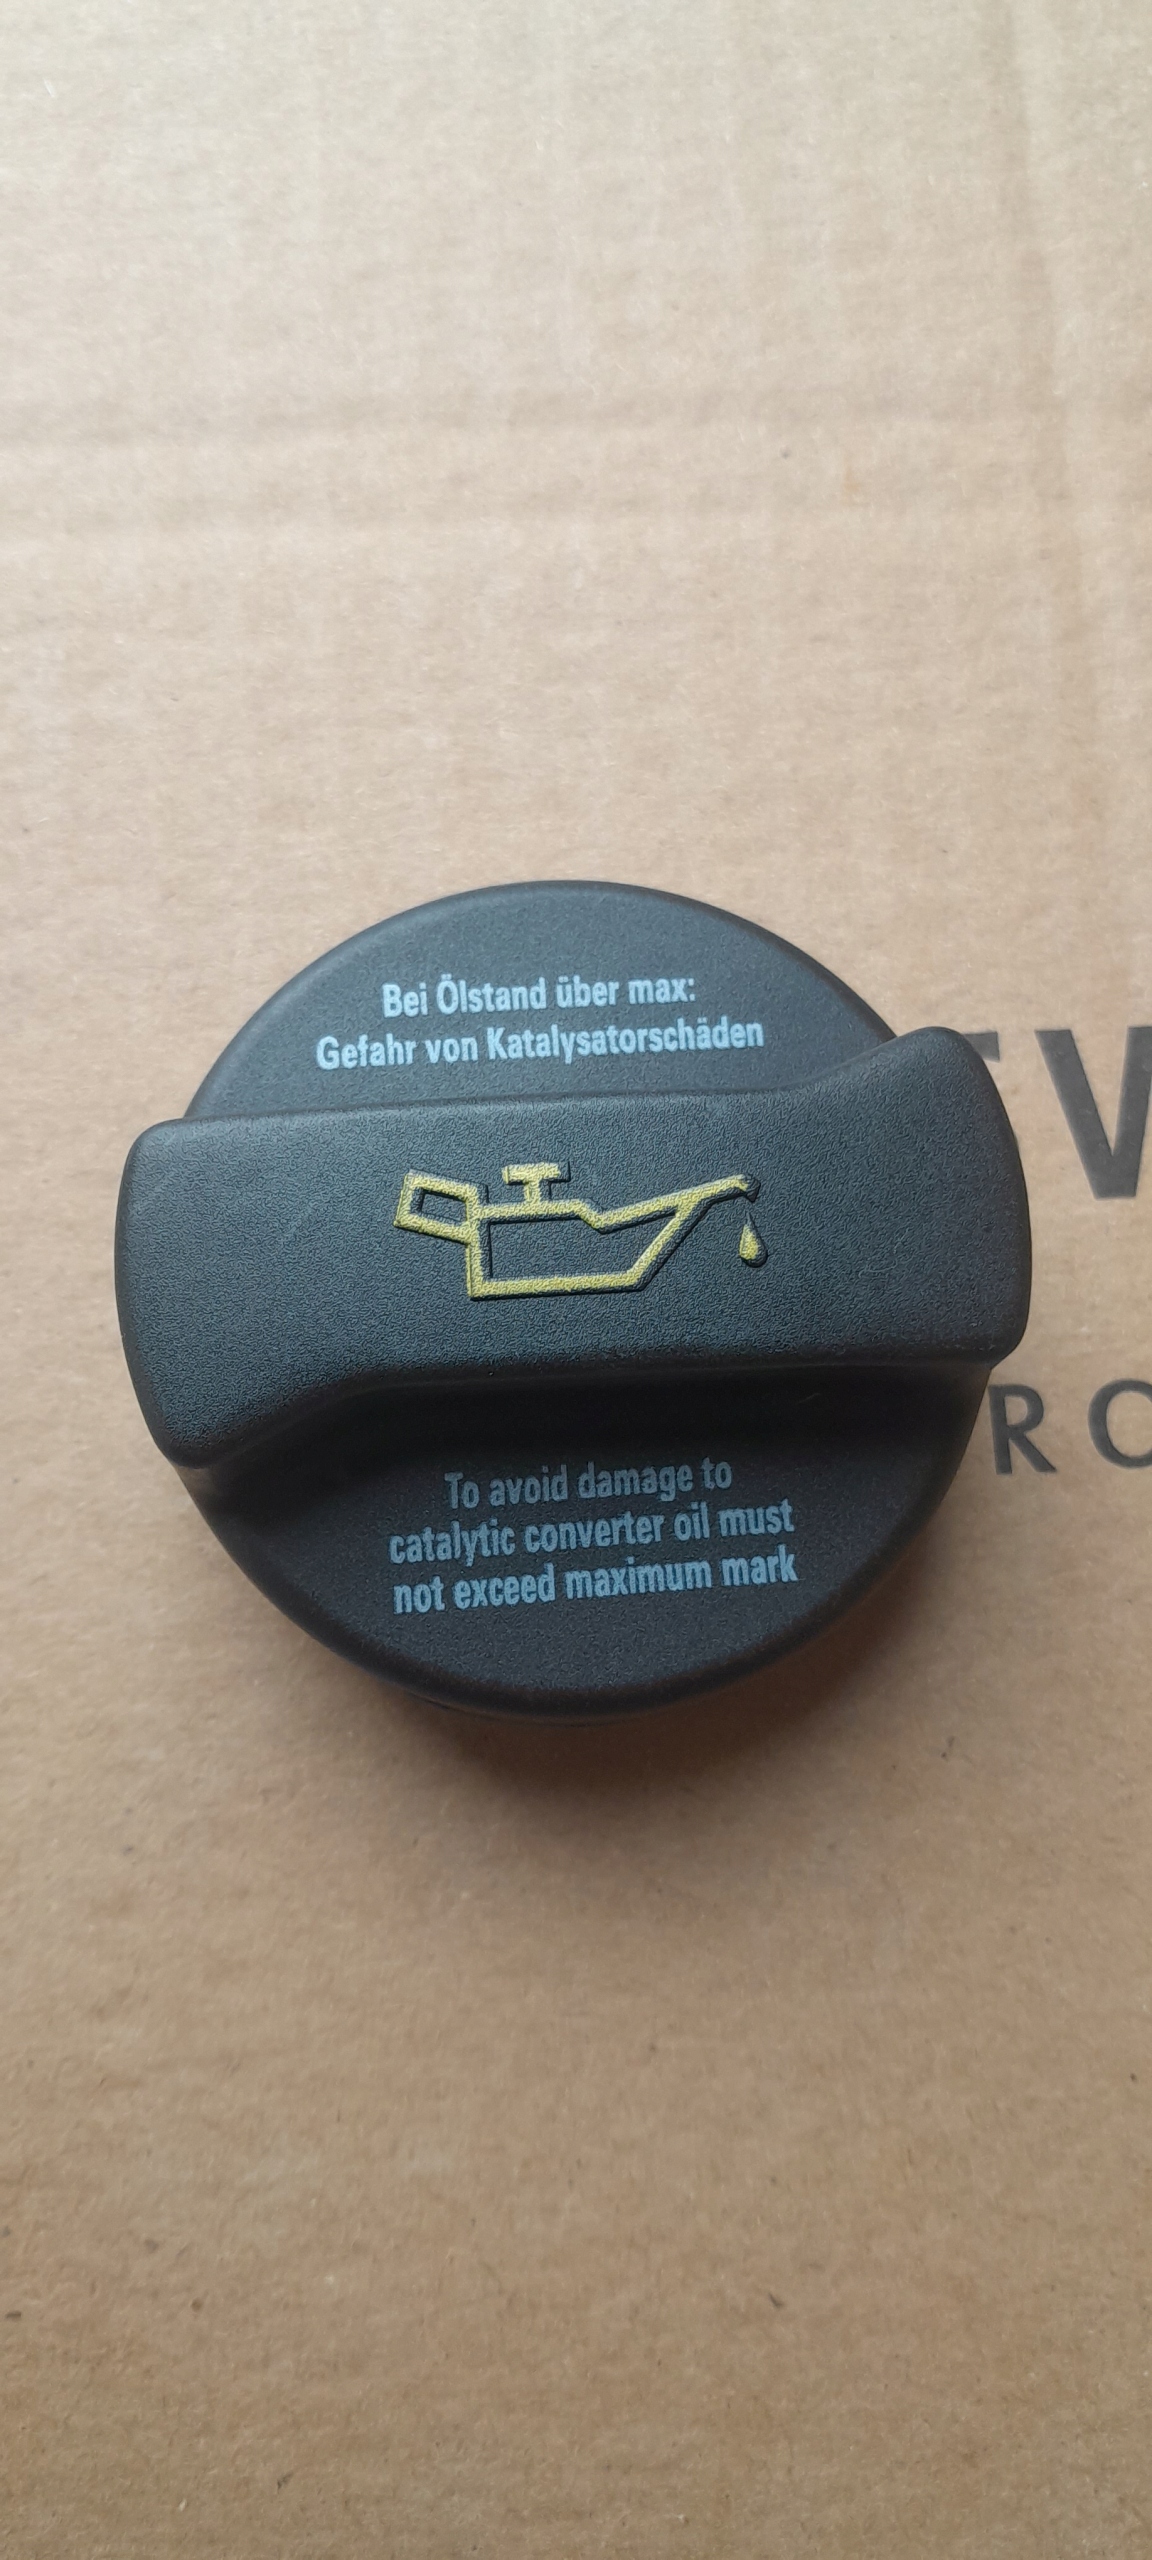 Bei Ölstand über max:
Gefahr von Katalysatorschäden
To avoid damage to
catalytic converter oil must
not exceed maximum mark